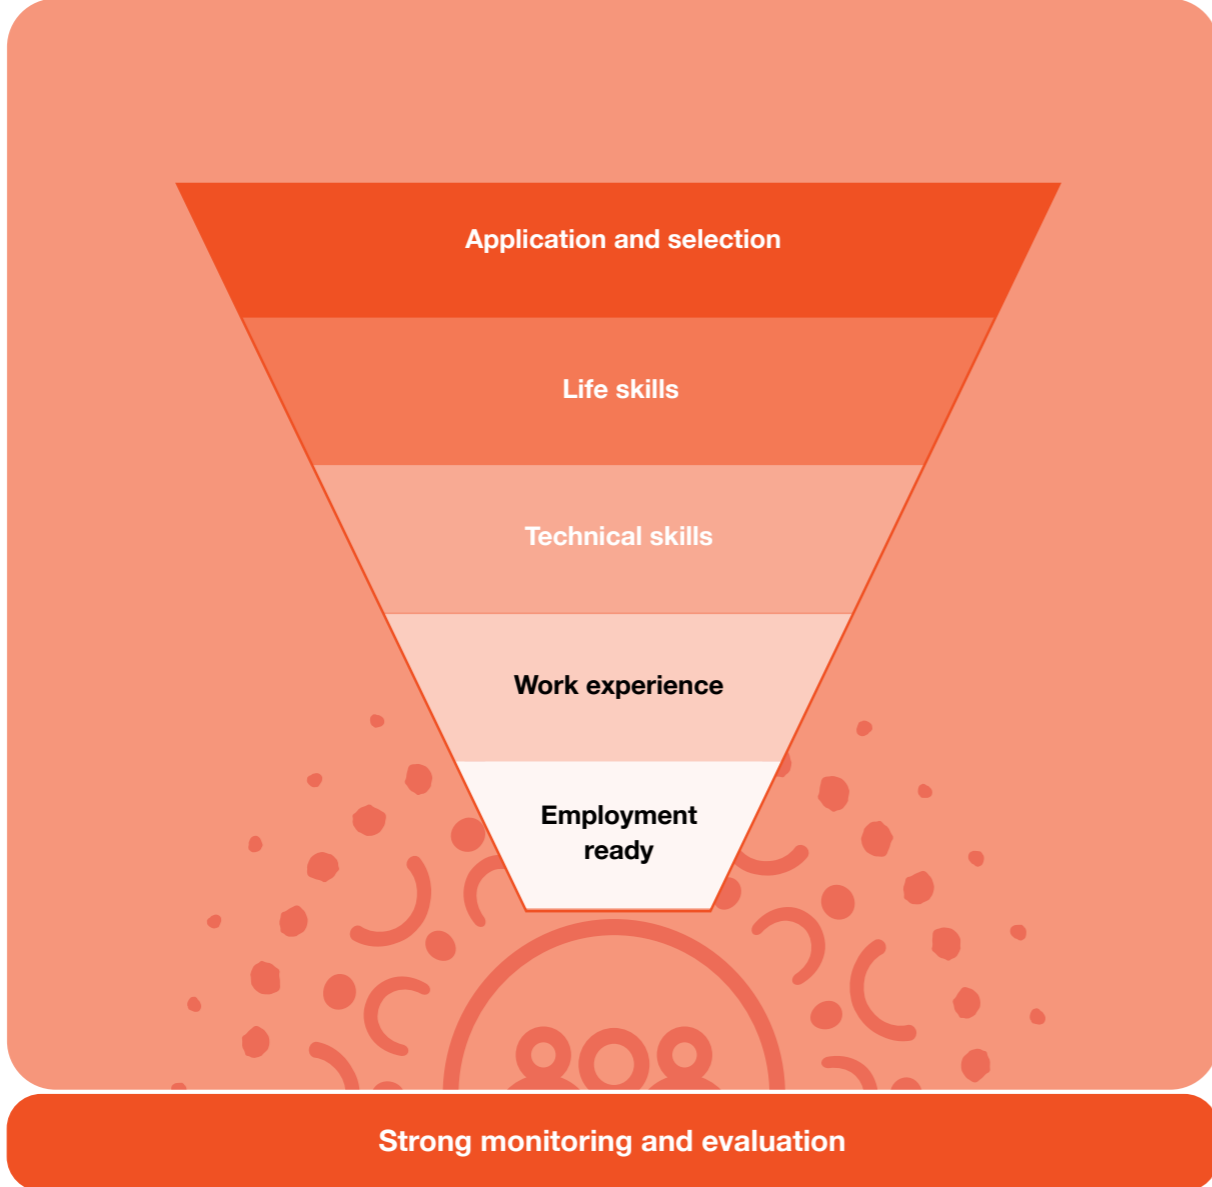 Application and selection
Life skills
Technical skills
Work experience
Employment
ready
Strong monitoring and evaluation